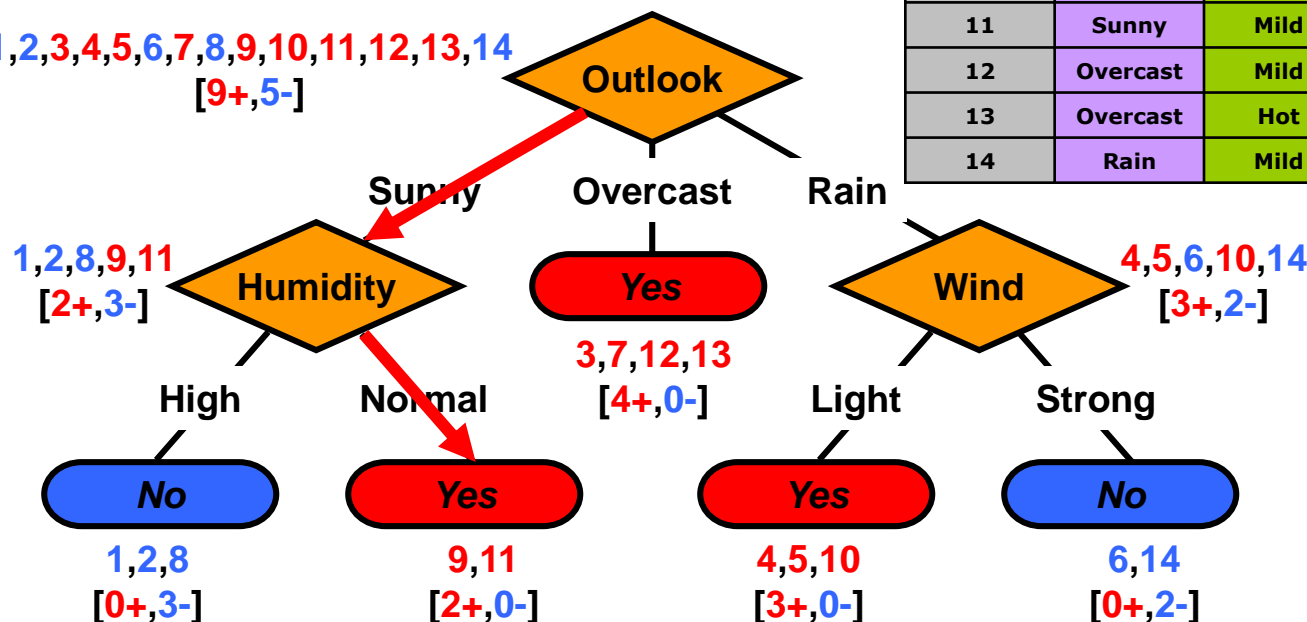 ,2,3,4,5,6,7,8,9,10,11,12,13,14
[9+,5-]
Outlook
11 Sunny Mild
12 Overcast Mild
13 Overcast Hot
14 Rain Mild
Sunny Overcast Rain
1,2,8,9,11
[2+,3-]
Humidity
Yes
Wind
4,5,6,10,14
[3+,2-]
3,7,12,13
[4+,0-]
High Normal Light Strong
No Yes Yes No
1,2,8 9,11 4,5,10 6,14
[0+,3-] [2+,0-] [3+,0-] [0+,2-]